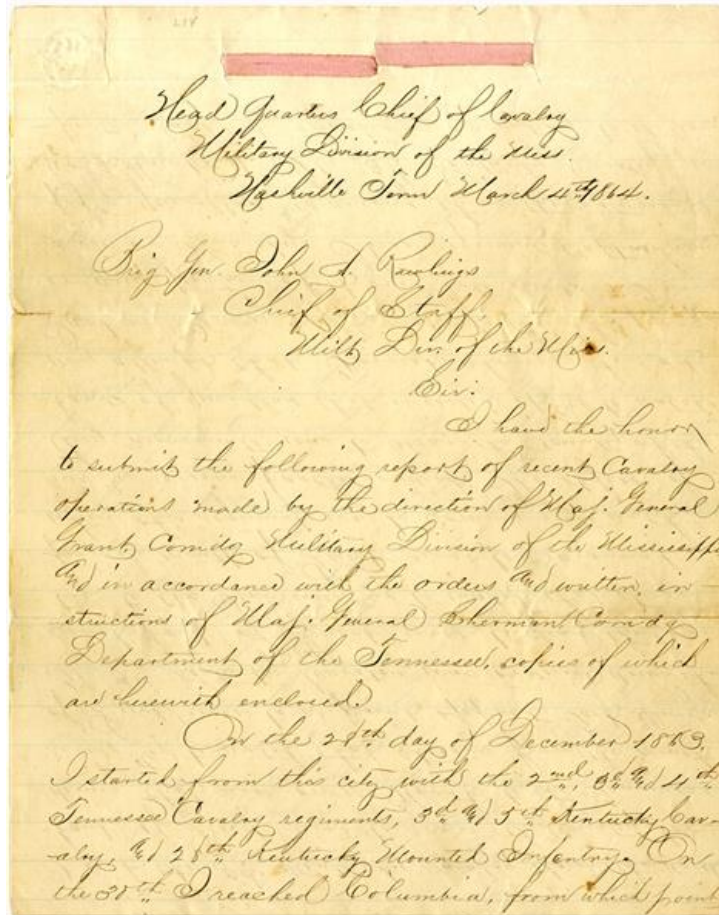 Head Quarters Chief of Cavalry
Military Division of the Miss.
Nashville Tenn March 4th 1864.
Brig Gen. John A. Rawlings
Chief of Staff.
Milt Div. of the Miss.
Sir:
I have the honor
to submit the following report of recent Cavalry
operations made by the direction of Maj. General
Grant Comdg Military Division of the Mississippi
and in accordance with the orders and written in
structions of Maj. General Sherman Comdg
Department of the Tennessee, copies of which
are herewith enclosed.
On the 28th day of December 1863.
I started from this city with the 2nd, 3d and 4th
Tennessee Cavalry regiments, 3d and 5th Kentucky Cav-
alry, and 28th Kentucky Mounted Infantry. On
the 30th I reached Columbia, from which point